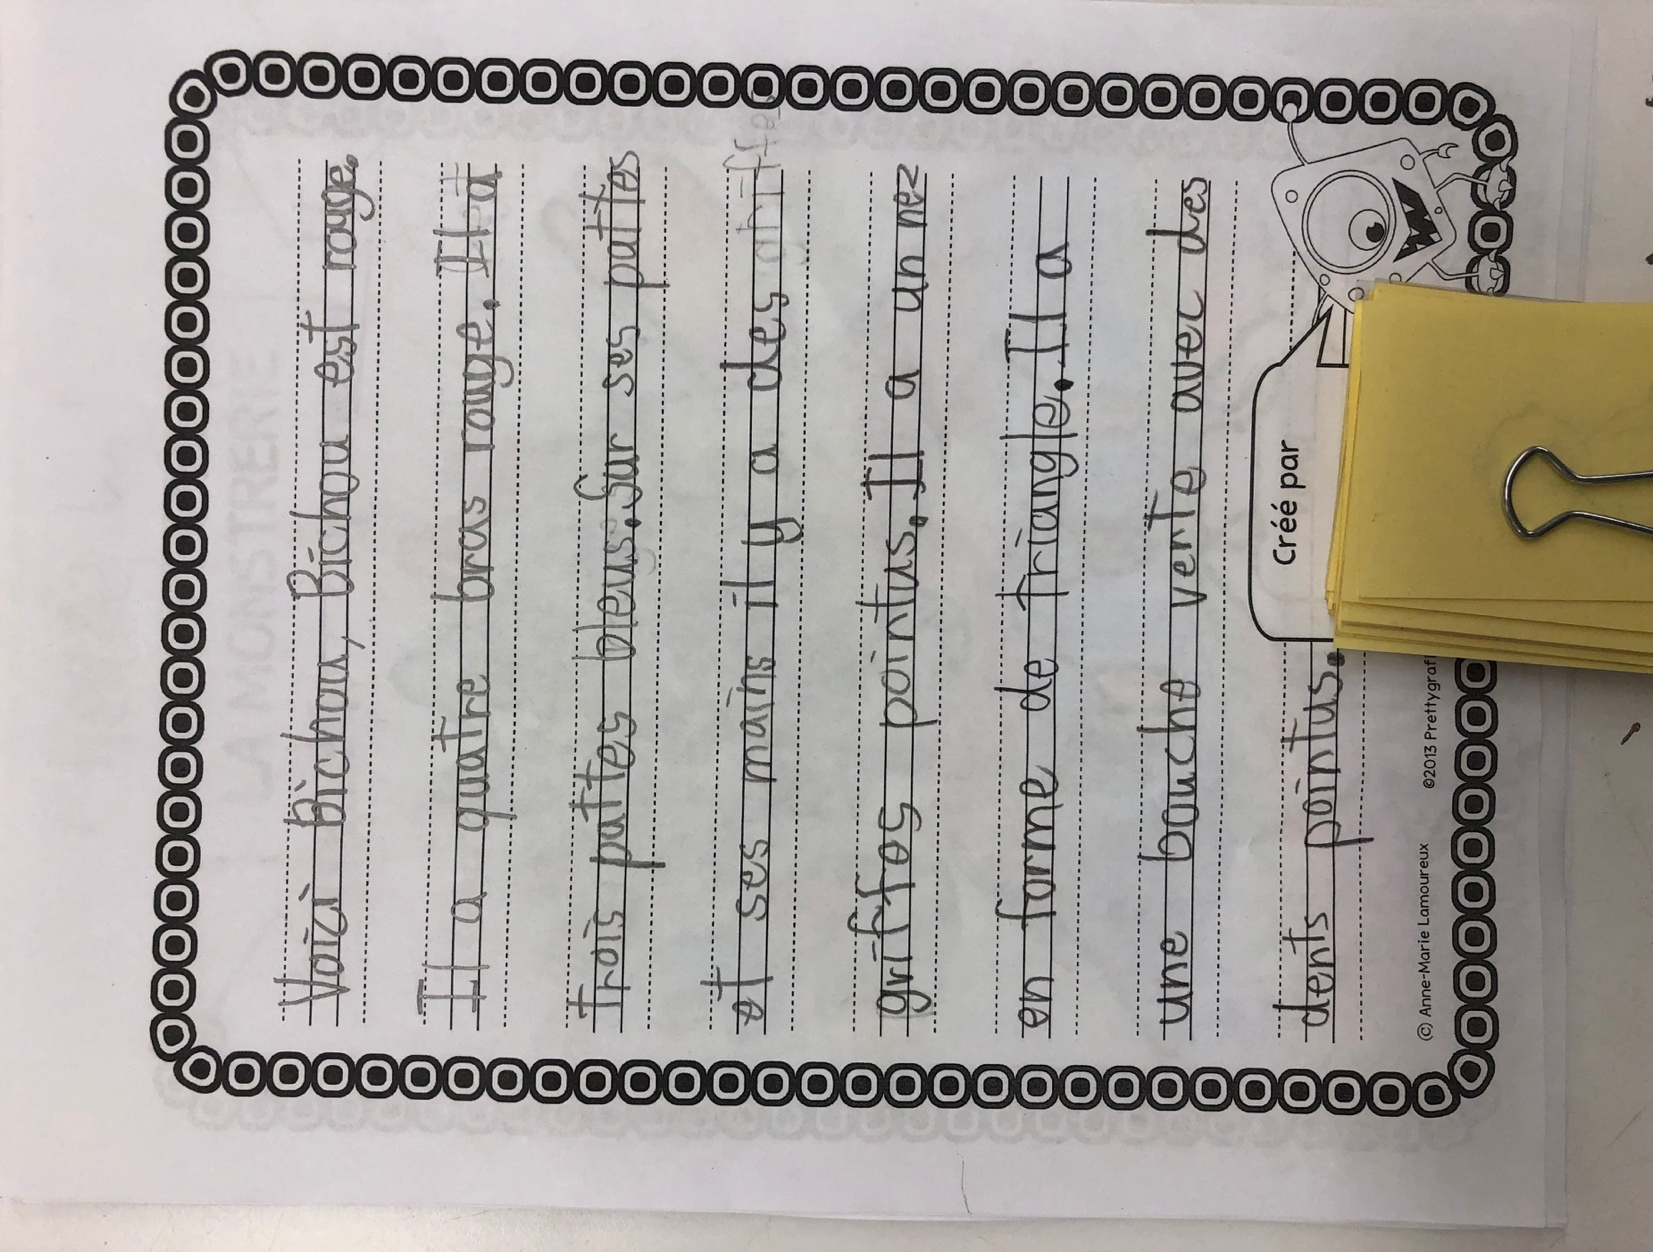 Voici Bichou, Bichou est rouge.
Il a quatre bras rouge. Il a
trois pattes bleus. Sur ses pattes
et ses mains il y a des griffes
griffes pointus. Il a un nez
en forme de triangle. Il a
une bouche verte avec des
dents pointus.
Créé par
(c) Anne-Marie Lamoureux ©2013 Prettygrafi